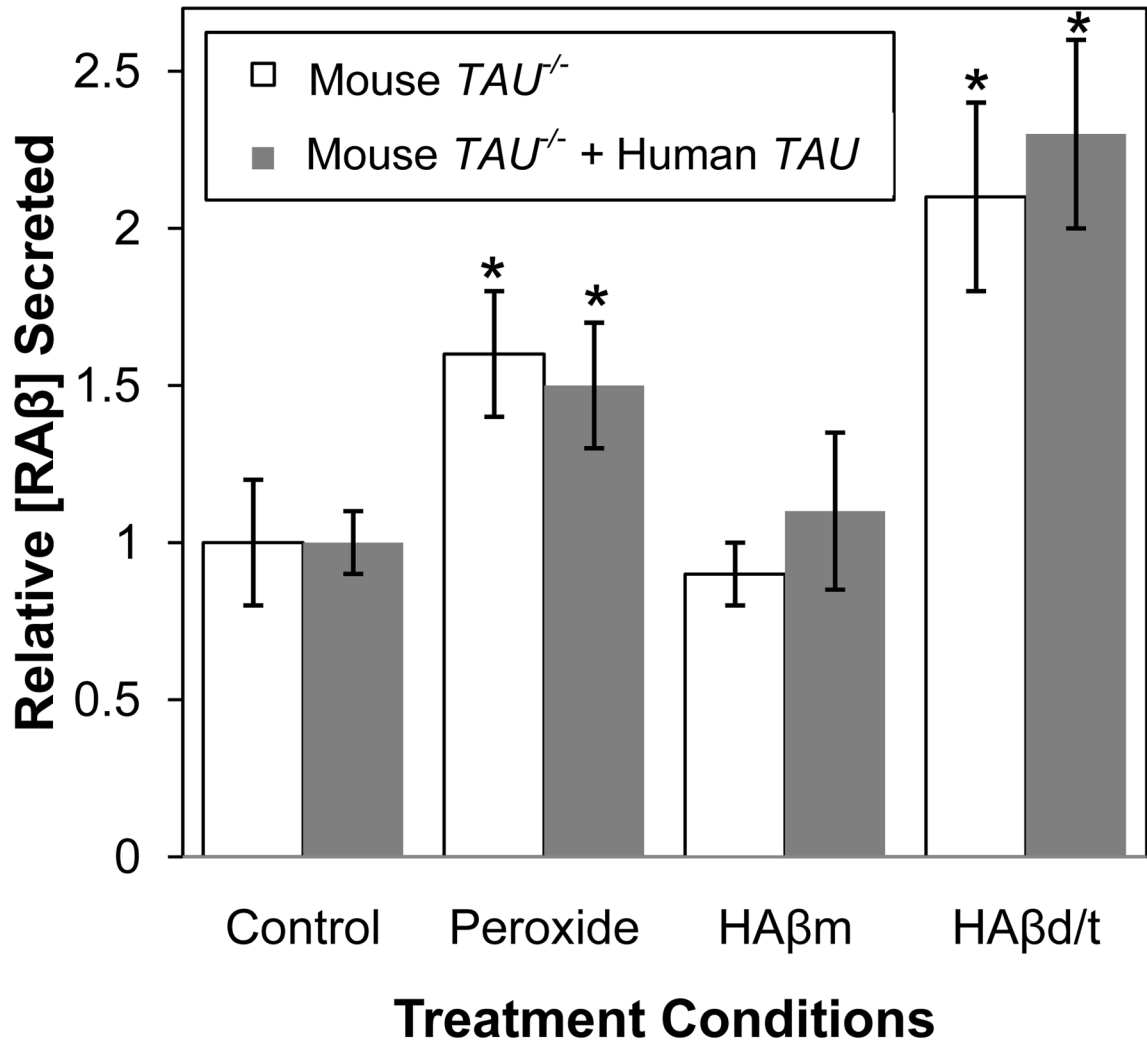 Relative [RAβ] Secreted
2.5
2
1.5
1
0.5
0
Mouse TAU-/-
Mouse TAU-/- + Human TAU
* * * *
Control Peroxide HAβm HAβd/t
Treatment Conditions